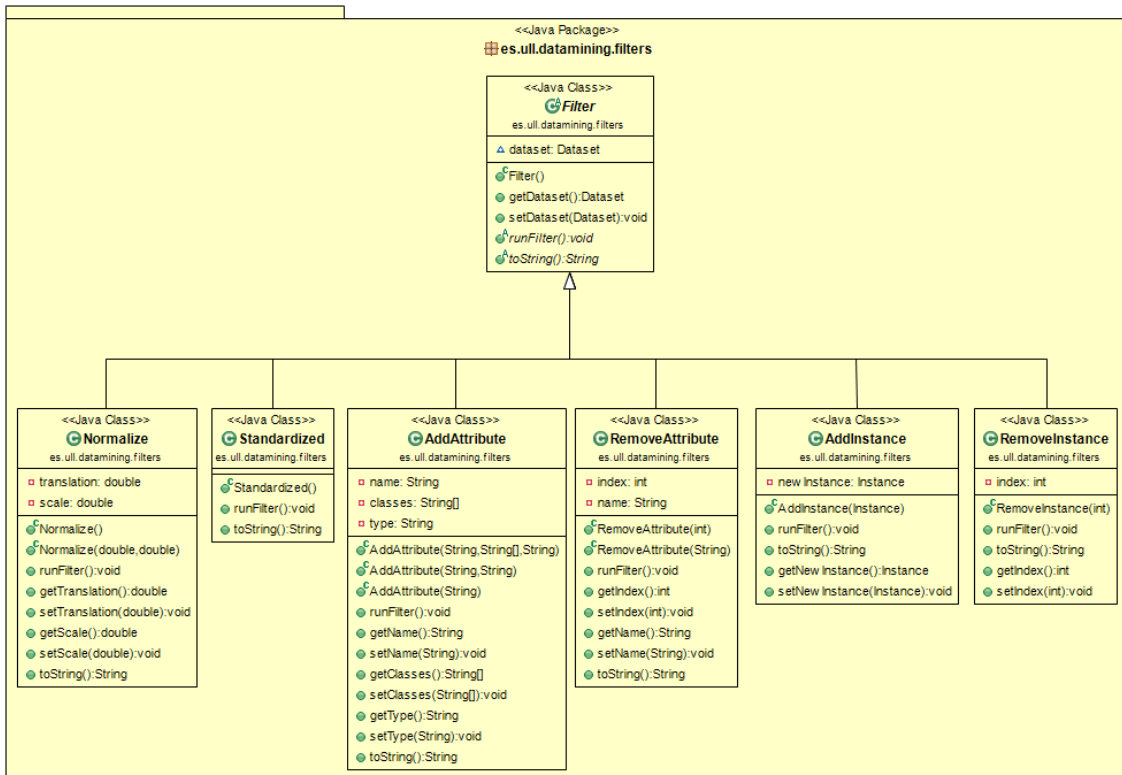 <<Java Package>>
es.ull.datamining.filters
<<Java Class>>
Filter
es.ull.datamining.filters
dataset: Dataset
Filter()
getDataset():Dataset
setDataset(Dataset):void
runFilter():void
toString():String
<<Java Class>>
Normalize
es.ull.datamining.filters
translation: double
scale: double
Normalize()
Normalize(double,double)
runFilter():void
getTranslation():double
setTranslation(double):void
getScale():double
setScale(double):void
toString():String
<<Java Class>>
Standardized
es.ull.datamining.filters
Standardized()
runFilter():void
toString():String
<<Java Class>>
AddAttribute
es.ull.datamining.filters
name: String
classes: String[]
type: String
AddAttribute(String,String[],String)
AddAttribute(String,String)
AddAttribute(String)
runFilter():void
getName():String
setName(String):void
getClasses():String[]
setClasses(String[]):void
getType():String
setType(String):void
toString():String
<<Java Class>>
RemoveAttribute
es.ull.datamining.filters
index: int
name: String
RemoveAttribute(int)
RemoveAttribute(String)
runFilter():void
getIndex():int
setIndex(int):void
getName():String
setName(String):void
toString():String
<<Java Class>>
AddInstance
es.ull.datamining.filters
newInstance: Instance
AddInstance(Instance)
runFilter():void
toString():String
getNewInstance():Instance
setNewInstance(Instance):void
<<Java Class>>
RemoveInstance
es.ull.datamining.filters
index: int
RemoveInstance(int)
runFilter():void
toString():String
getIndex():int
setIndex(int):void